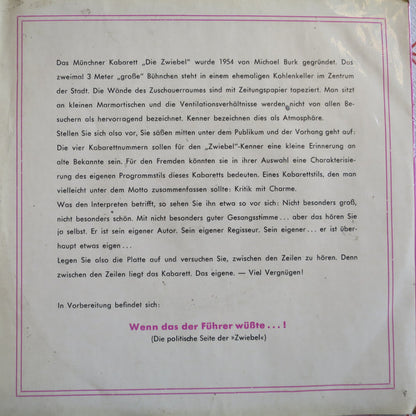 Das Münchner Kabarett „Die Zwiebel" wurde 1954 von Michael Burk gegründet. Das
zweimal 3 Meter „große" Bühnchen steht in einem ehemaligen Kohlenkeller im Zentrum
der Stadt. Die Wände des Zuschauerraumes sind mit Zeitungspapier tapeziert. Man sitzt
an kleinen Marmortischen und die Ventilationsverhältnisse werden nicht von allen Be-
suchern als hervorragend bezeichnet. Kenner bezeichnen dies als Atmosphäre.
Stellen Sie sich also vor, Sie säßen mitten unter dem Publikum und der Vorhang geht auf:
Die vier Kabarettnummern sollen für den „Zwiebel"-Kenner eine kleine Erinnerung an
alte Bekannte sein. Für den Fremden könnten sie in ihrer Auswahl eine Charakterisie-
rung des eigenen Programmstils dieses Kabaretts bedeuten. Eines Kabarettstils, den man
vielleicht unter dem Motto zusammenfassen sollte: Kritik mit Charme.
Was den Interpreten betrifft, so sehen Sie ihn etwa so vor sich: Nicht besonders groß,
nicht besonders schön. Mit nicht besonders guter Gesangsstimme . . . aber das hören Sie
ja selbst. Er ist sein eigener Autor. Sein eigener Regisseur. Sein eigener . . . er ist über-
haupt etwas eigen . . .
Legen Sie also die Platte auf und versuchen Sie, zwischen den Zeilen zu hören. Denn
zwischen den Zeilen liegt das Kabarett. Das eigene. — Viel Vergnügen!
In Vorbereitung befindet sich:
Wenn das der Führer wüßte . . . !
(Die politische Seite der »Zwiebel«)